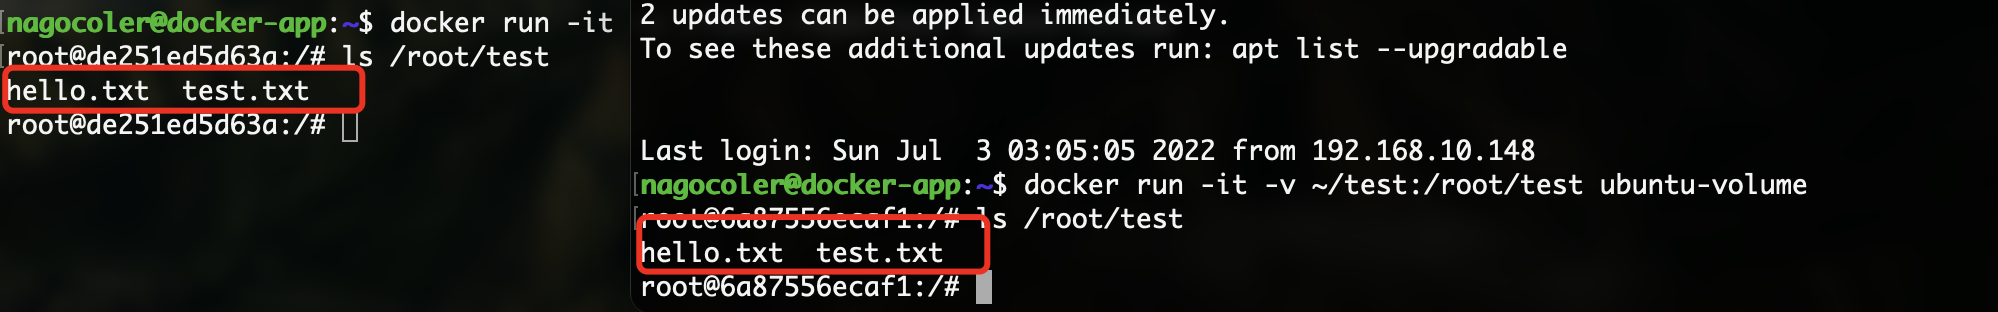 nagocoler@docker-app:~$ docker run -it
root@de251ed5d63a:/# ls /root/test
hello.txt  test.txt
root@de251ed5d63a:/#
2 updates can be applied immediately.
To see these additional updates run: apt list --upgradable
Last login: Sun Jul  3 03:05:05 2022 from 192.168.10.148
nagocoler@docker-app:~$ docker run -it -v ~/test:/root/test ubuntu-volume
root@6a87556ecaf1:/# ls /root/test
hello.txt  test.txt
root@6a87556ecaf1:/#